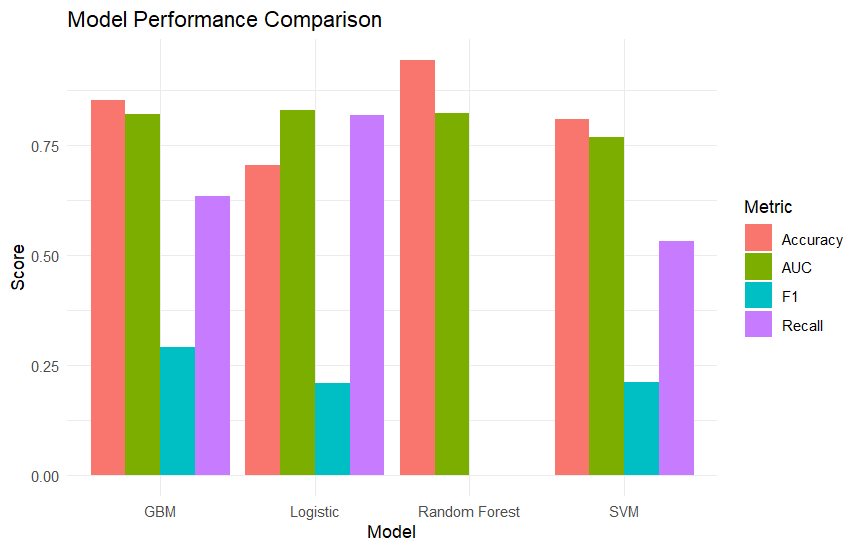 Model Performance Comparison
Score
0.75
0.50
0.25
0.00
GBM
Logistic
Random Forest
SVM
Model
Metric
Accuracy
AUC
F1
Recall